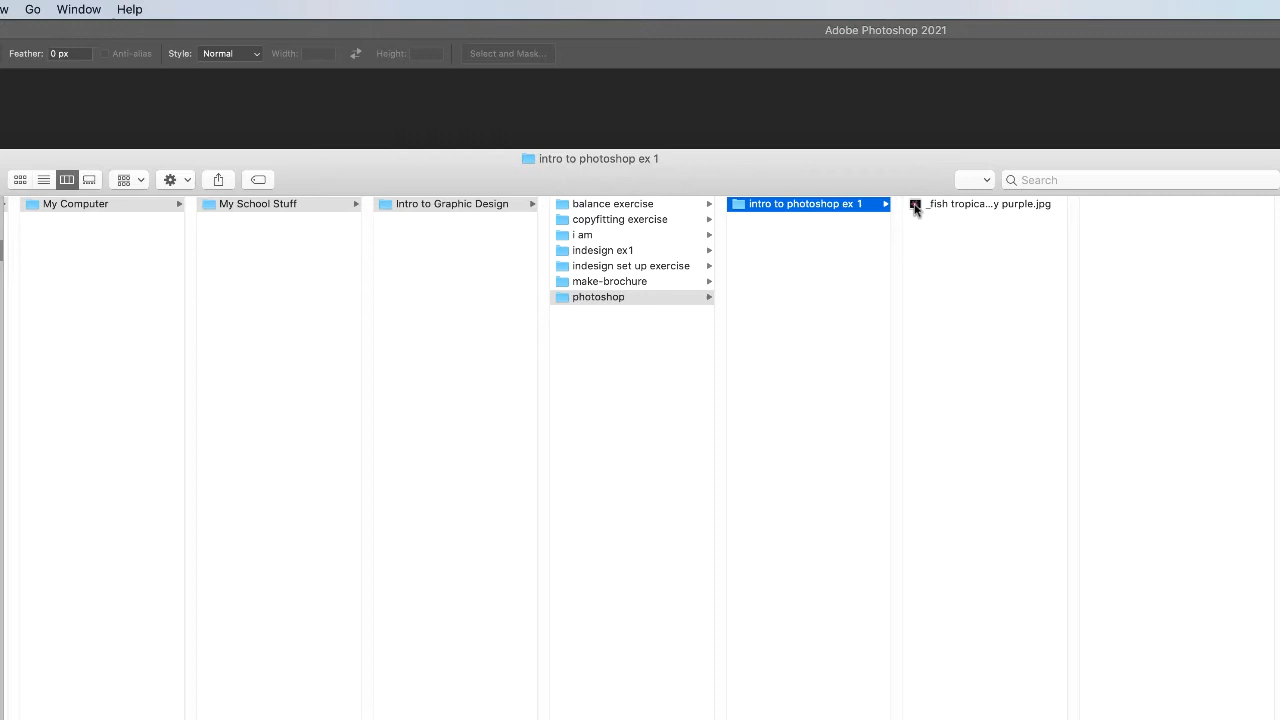 Go Window Help
Adobe Photoshop 2021
Feather: 0 px Anti-alias Style: Normal Width: Height: Select and Mask...
intro to photoshop ex 1
Search
My Computer My School Stuff Intro to Graphic Design balance exercise intro to photoshop ex 1 _fish tropica...y purple.jpg
copyfitting exercise
i am
indesign ex1
indesign set up exercise
make-brochure
photoshop